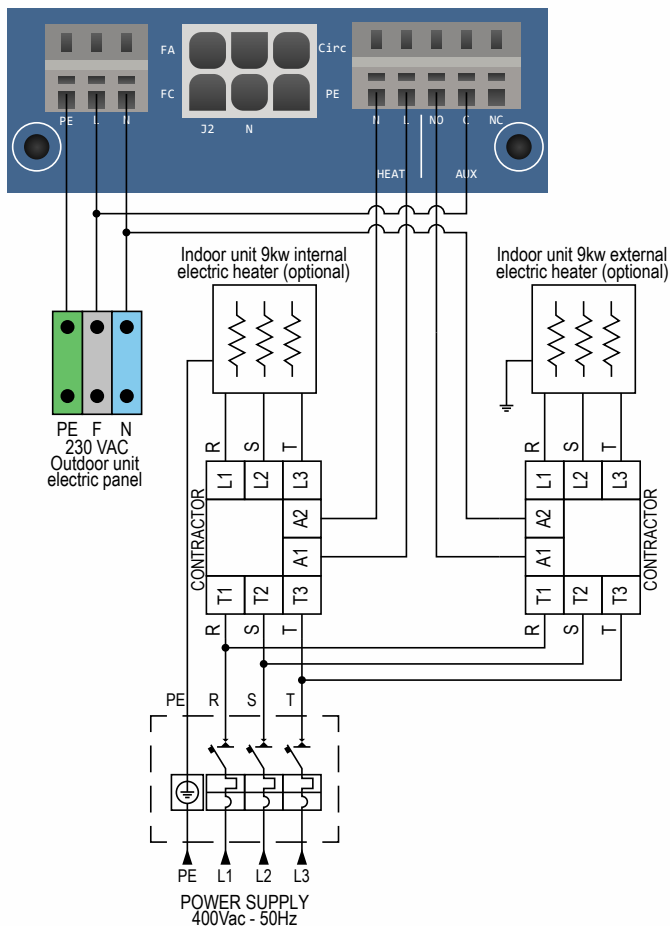 FA
Circ
FC
PE
PE L N
J2 N
N L NO C NC
HEAT AUX
Indoor unit 9kw internal
electric heater (optional)
Indoor unit 9kw external
electric heater (optional)
PE F N
230 VAC
Outdoor unit
electric panel
R S T
R S T
L1 L2 L3
L1 L2 L3
CONTRACTOR
A2
A1
CONTRACTOR
A2
A1
T1 T2 T3
T1 T2 T3
R S T
R S T
PE R S T
PE L1 L2 L3
POWER SUPPLY
400Vac - 50Hz